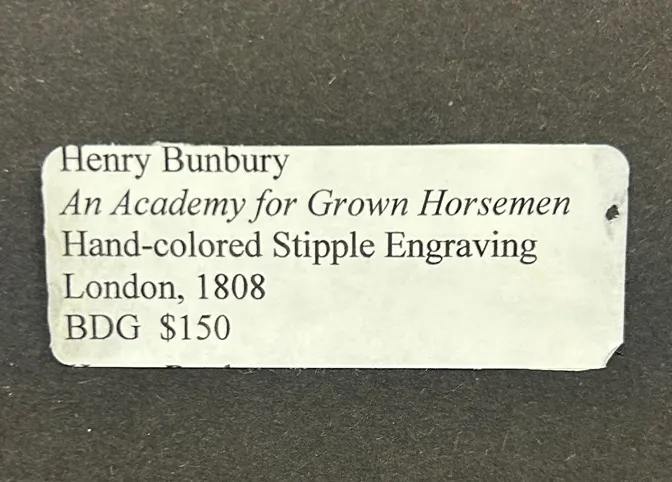 Henry Bunbury
An Academy for Grown Horsemen
Hand-colored Stipple Engraving
London, 1808
BDG $150